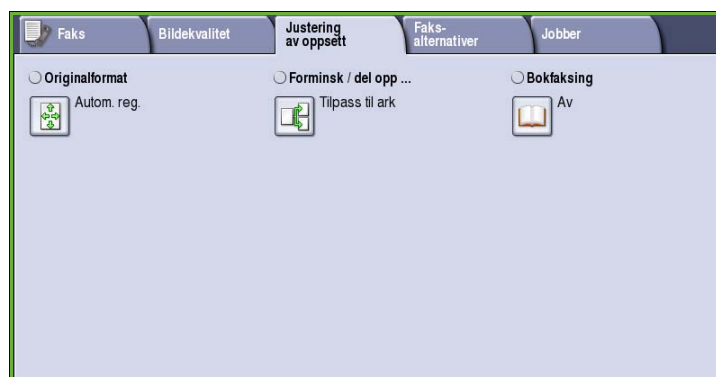 Faks
Bildekvalitet
Justering
av oppsett
Faks-
alternativer
Jobber
Originalformat
Autom. reg.
Forminsk / del opp ...
Tilpass til ark
Bokfaksing
Av